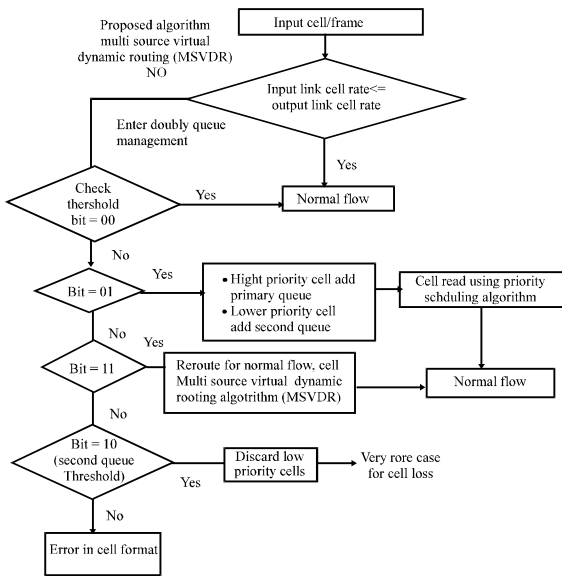 Proposed algorithm
multi source virtual
dynamic routing (MSVDR)
NO
Input cell/frame
Input link cell rate<=
output link cell rate
Enter doubly queue
management
Yes
Check
thershold
bit = 00
Yes
Normal flow
No
Bit = 01
Yes
• Hight priority cell add
primary queue
• Lower priority cell
add second queue
Cell read using priority
schduling algorithm
No
Bit = 11
Yes
Reroute for normal flow, cell
Multi source virtual dynamic
rooting algotrithm (MSVDR)
Normal flow
No
Bit = 10
(second queue
Threshold)
Yes
Discard low
priority cells
Very rore case
for cell loss
No
Error in cell format